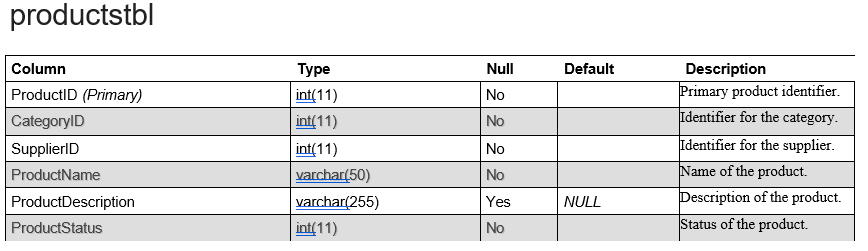 productstbl
Column Type Null Default Description
ProductID (Primary) int(11) No Primary product identifier.
CategoryID int(11) No Identifier for the category.
SupplierID int(11) No Identifier for the supplier.
ProductName varchar(50) No Name of the product.
ProductDescription varchar(255) Yes NULL Description of the product.
ProductStatus int(11) No Status of the product.